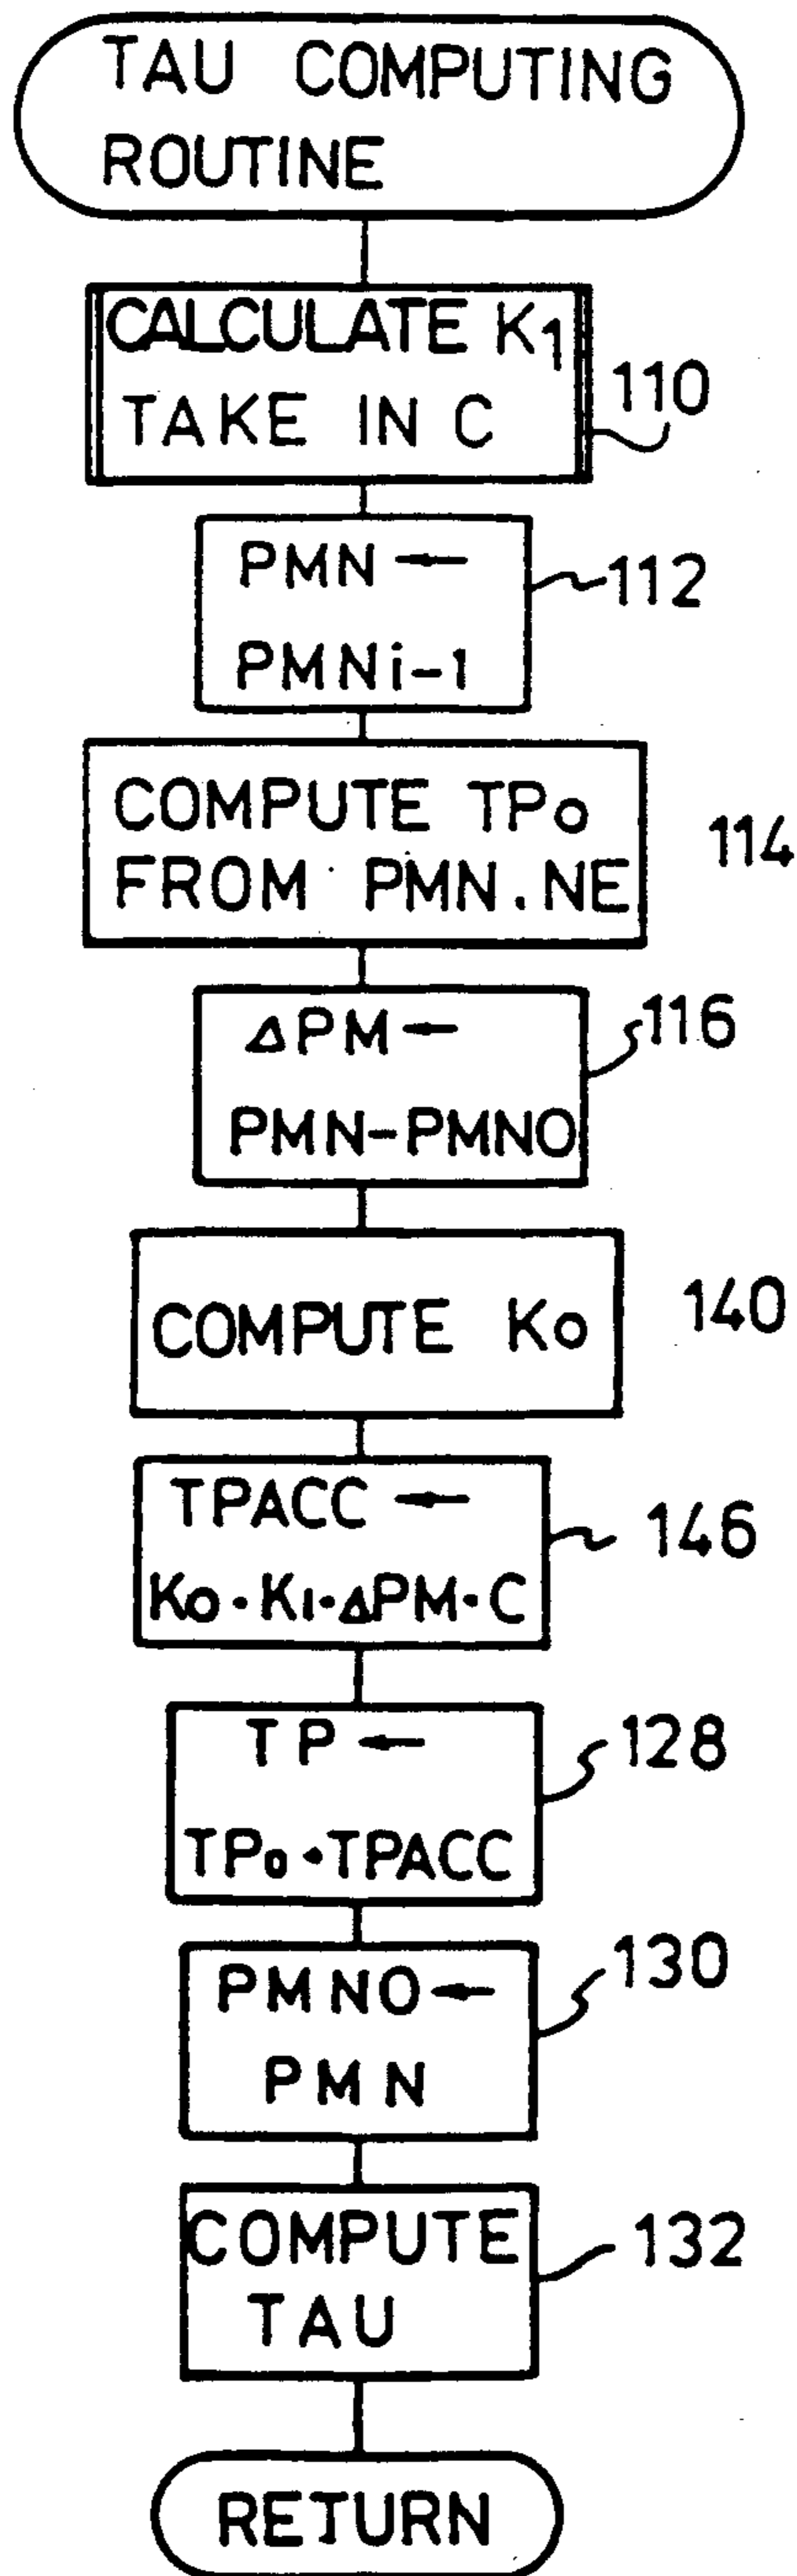 TAU COMPUTING
ROUTINE
CALCULATE K1
TAKE IN C
110
PMN ←
PMNi-1
112
COMPUTE TPo
FROM PMN.NE
114
ΔPM ←
PMN-PMNO
116
COMPUTE Ko
140
TPACC ←
Ko·K1·ΔPM·C
146
TP ←
TPo·TPACC
128
PMNO ←
PMN
130
COMPUTE
TAU
132
RETURN